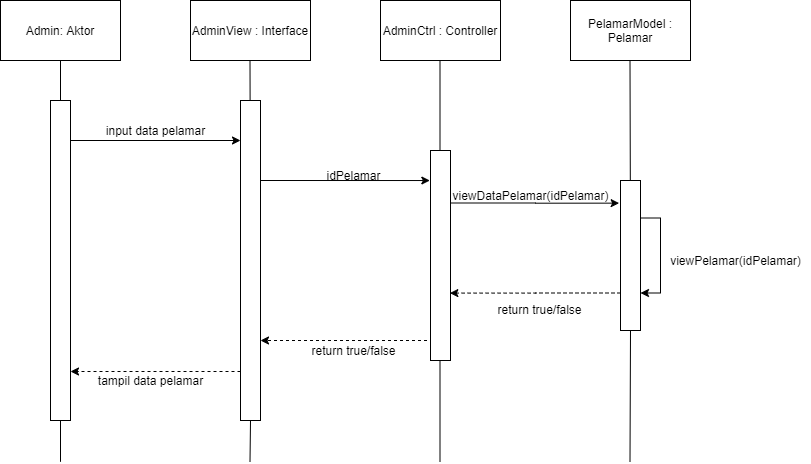 Admin: Aktor
AdminView : Interface
AdminCtrl : Controller
PelamarModel :
Pelamar
input data pelamar
idPelamar
viewDataPelamar(idPelamar)
viewPelamar(idPelamar)
return true/false
return true/false
tampil data pelamar